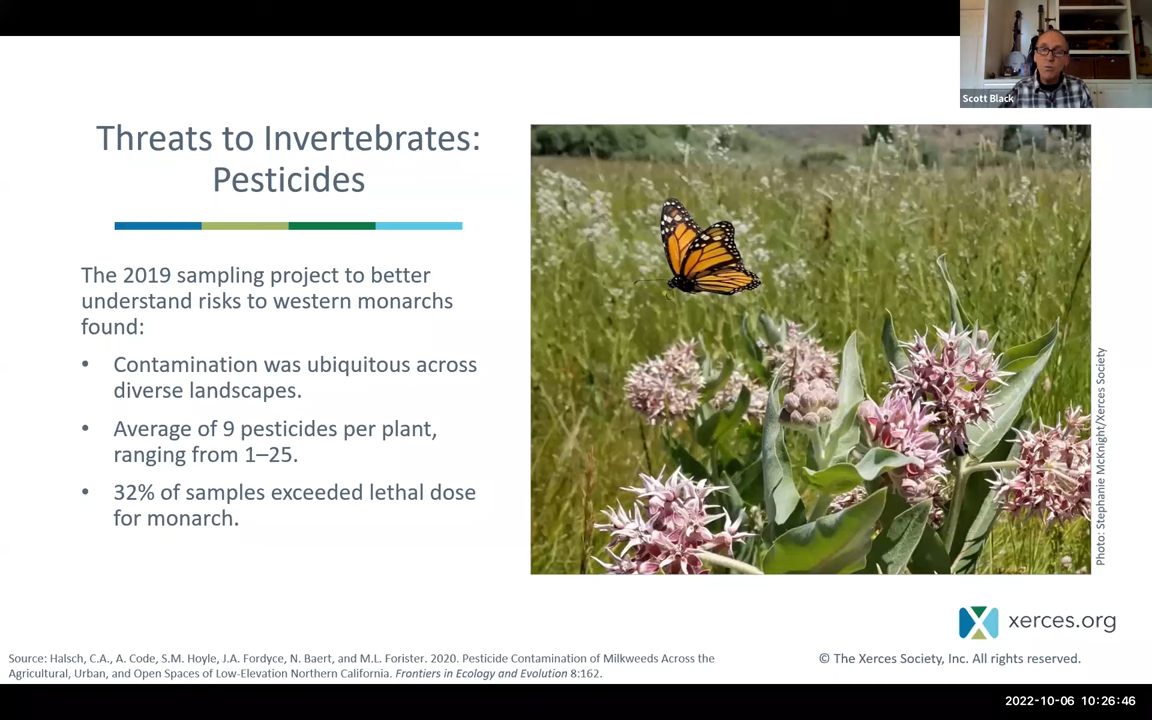 Scott Black
Threats to Invertebrates:
Pesticides
The 2019 sampling project to better
understand risks to western monarchs
found:
• Contamination was ubiquitous across
diverse landscapes.
• Average of 9 pesticides per plant,
ranging from 1–25.
• 32% of samples exceeded lethal dose
for monarch.
Photo: Stephanie McKnight/Xerces Society
xerces.org
Source: Halsch, C.A., A. Code, S.M. Hoyle, J.A. Fordyce, N. Baert, and M.L. Forister. 2020. Pesticide Contamination of Milkweeds Across the
Agricultural, Urban, and Open Spaces of Low-Elevation Northern California. Frontiers in Ecology and Evolution 8:162.
© The Xerces Society, Inc. All rights reserved.
2022-10-06 10:26:46